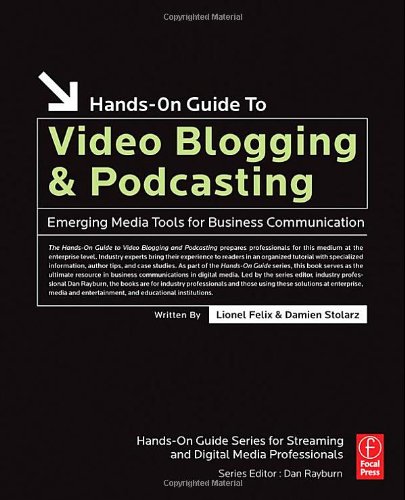 Copyrighted Material
Hands-On Guide To
Video Blogging
& Podcasting
Emerging Media Tools for Business Communication
The Hands-On Guide to Video Blogging and Podcasting prepares professionals for this medium at the
enterprise level. Industry experts bring their experience to readers in an organized tutorial with specialized
information, author tips, and case studies. As part of the Hands-On Guide series, this book serves as the
ultimate resource in business communications in digital media. Led by the series editor, industry profes-
sional Dan Rayburn, the books are for industry professionals and those using these solutions at enterprise,
media and entertainment, and educational institutions.
Written By Lionel Felix & Damien Stolarz
Hands-On Guide Series for Streaming
and Digital Media Professionals
Series Editor : Dan Rayburn
f
Focal
Press
Copyrighted Material